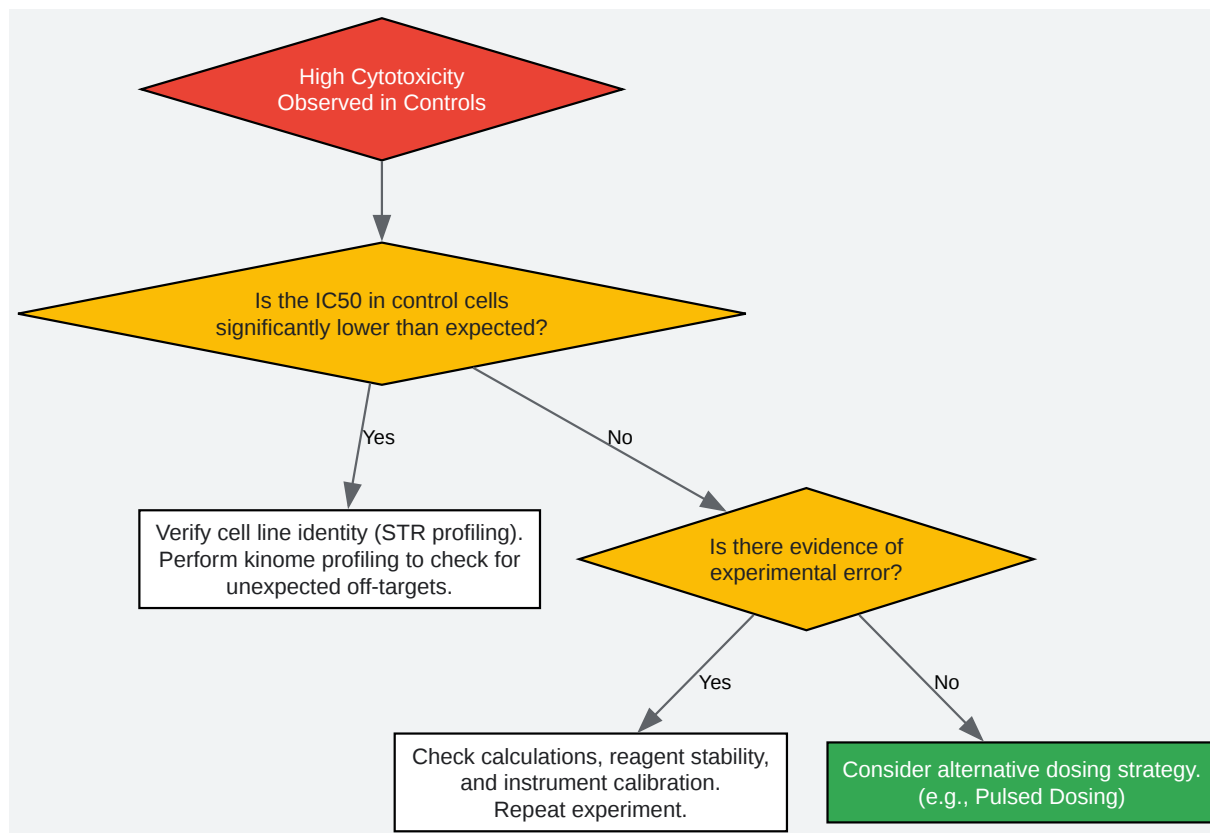 High Cytotoxicity
Observed in Controls
Is the IC50 in control cells
significantly lower than expected?
Yes
No
Verify cell line identity (STR profiling).
Perform kinome profiling to check for
unexpected off-targets.
Is there evidence of
experimental error?
Yes
No
Check calculations, reagent stability,
and instrument calibration.
Repeat experiment.
Consider alternative dosing strategy.
(e.g., Pulsed Dosing)